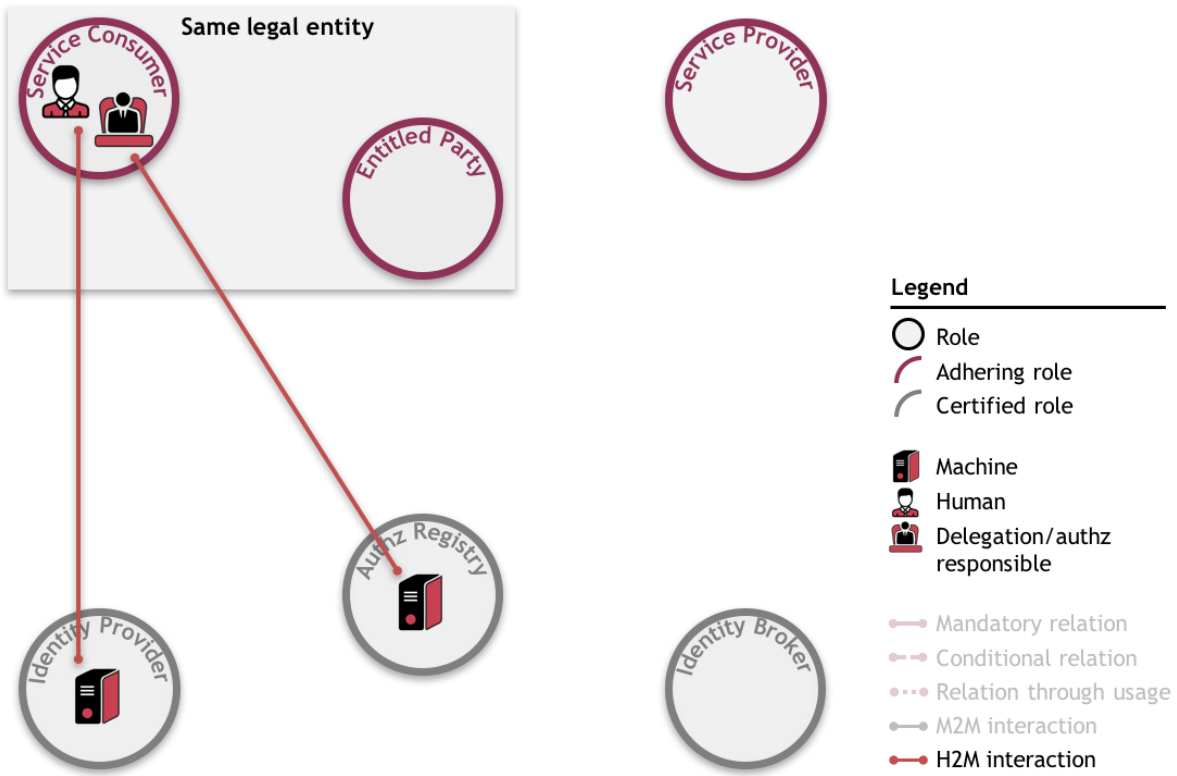 Same legal entity
Service Consumer
Service Provider
Entitled Party
Legend
Role
Adhering role
Certified role
Machine
Human
Delegation/authz
responsible
Authz Registry
Identity Provider
Identity Broker
Mandatory relation
Conditional relation
Relation through usage
M2M interaction
H2M interaction